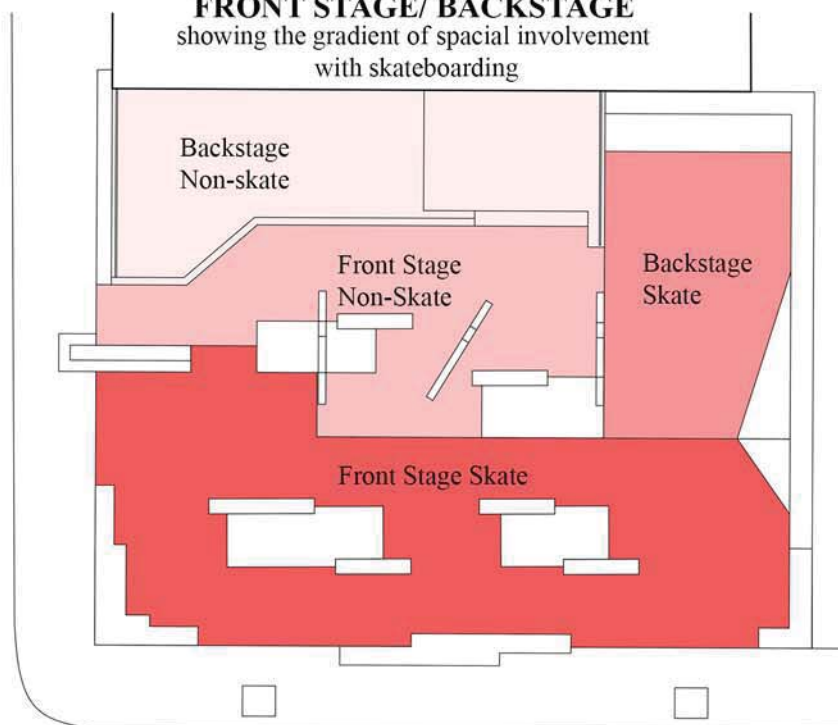 FRONT STAGE/ BACKSTAGE
showing the gradient of spacial involvement
with skateboarding
Backstage
Non-skate
Front Stage
Non-Skate
Backstage
Skate
Front Stage Skate